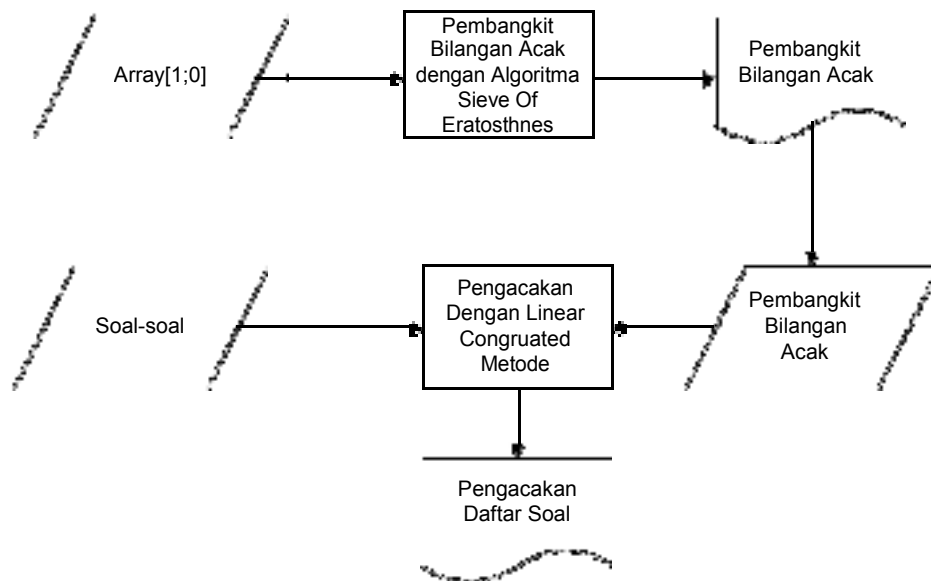 Array[1;0]
Pembangkit
Bilangan Acak
dengan Algoritma
Sieve Of
Eratosthnes
Pembangkit
Bilangan Acak
Soal-soal
Pengacakan
Dengan Linear
Congruated
Metode
Pembangkit
Bilangan
Acak
Pengacakan
Daftar Soal